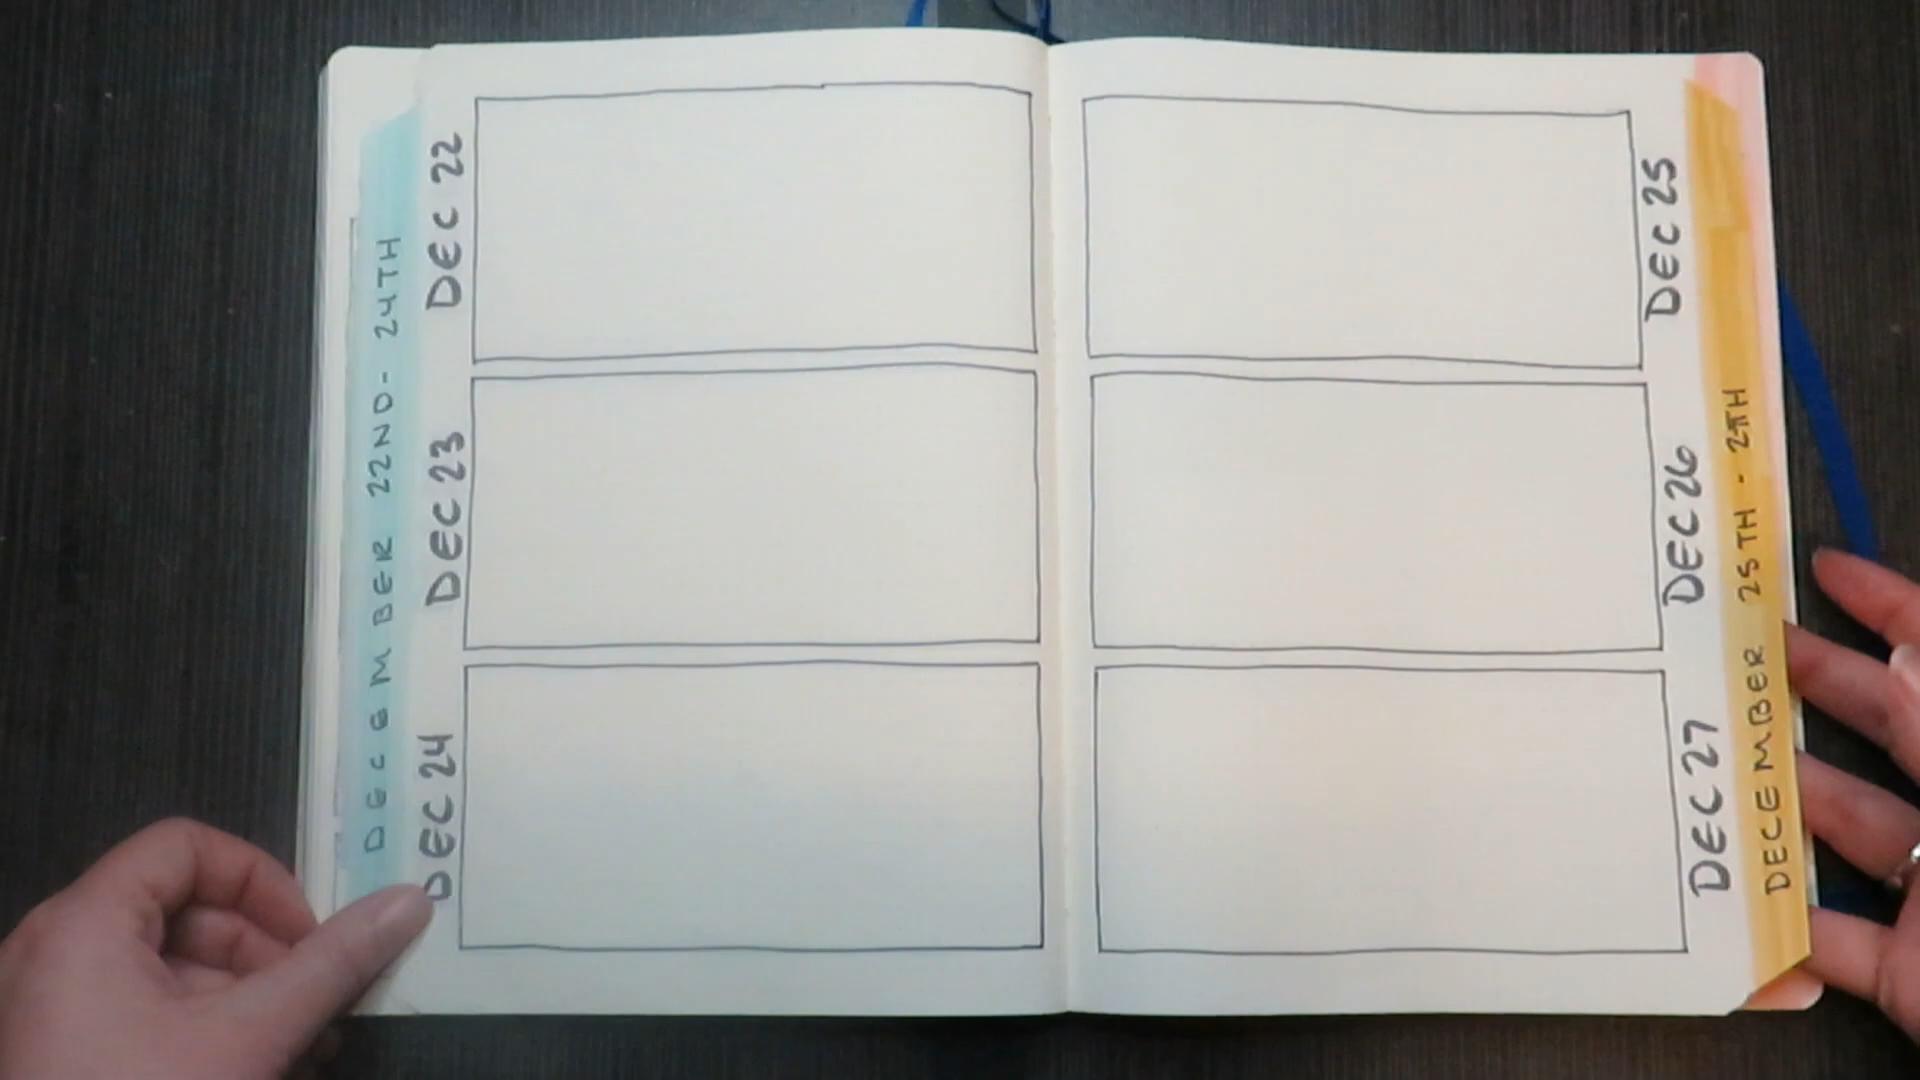 DECEMBER 22ND - 24TH
DEC 22
DEC 23
DEC 24
DEC 25
DEC 26
DEC 27
DECEMBER 25TH - 27TH